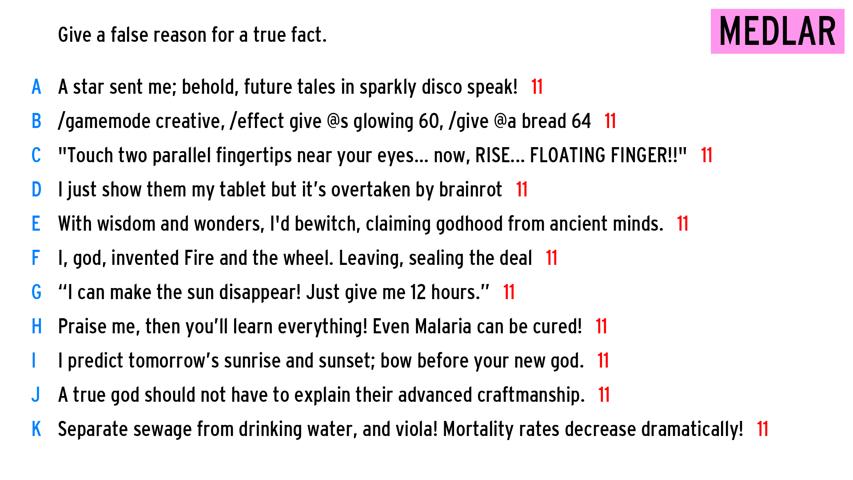 Give a false reason for a true fact.
MEDLAR
A A star sent me; behold, future tales in sparkly disco speak! 11
B /gamemode creative, /effect give @s glowing 60, /give @a bread 64 11
C "Touch two parallel fingertips near your eyes... now, RISE... FLOATING FINGER!!" 11
D I just show them my tablet but it’s overtaken by brainrot 11
E With wisdom and wonders, I'd bewitch, claiming godhood from ancient minds. 11
F I, god, invented Fire and the wheel. Leaving, sealing the deal 11
G “I can make the sun disappear! Just give me 12 hours.” 11
H Praise me, then you’ll learn everything! Even Malaria can be cured! 11
I I predict tomorrow’s sunrise and sunset; bow before your new god. 11
J A true god should not have to explain their advanced craftmanship. 11
K Separate sewage from drinking water, and viola! Mortality rates decrease dramatically! 11